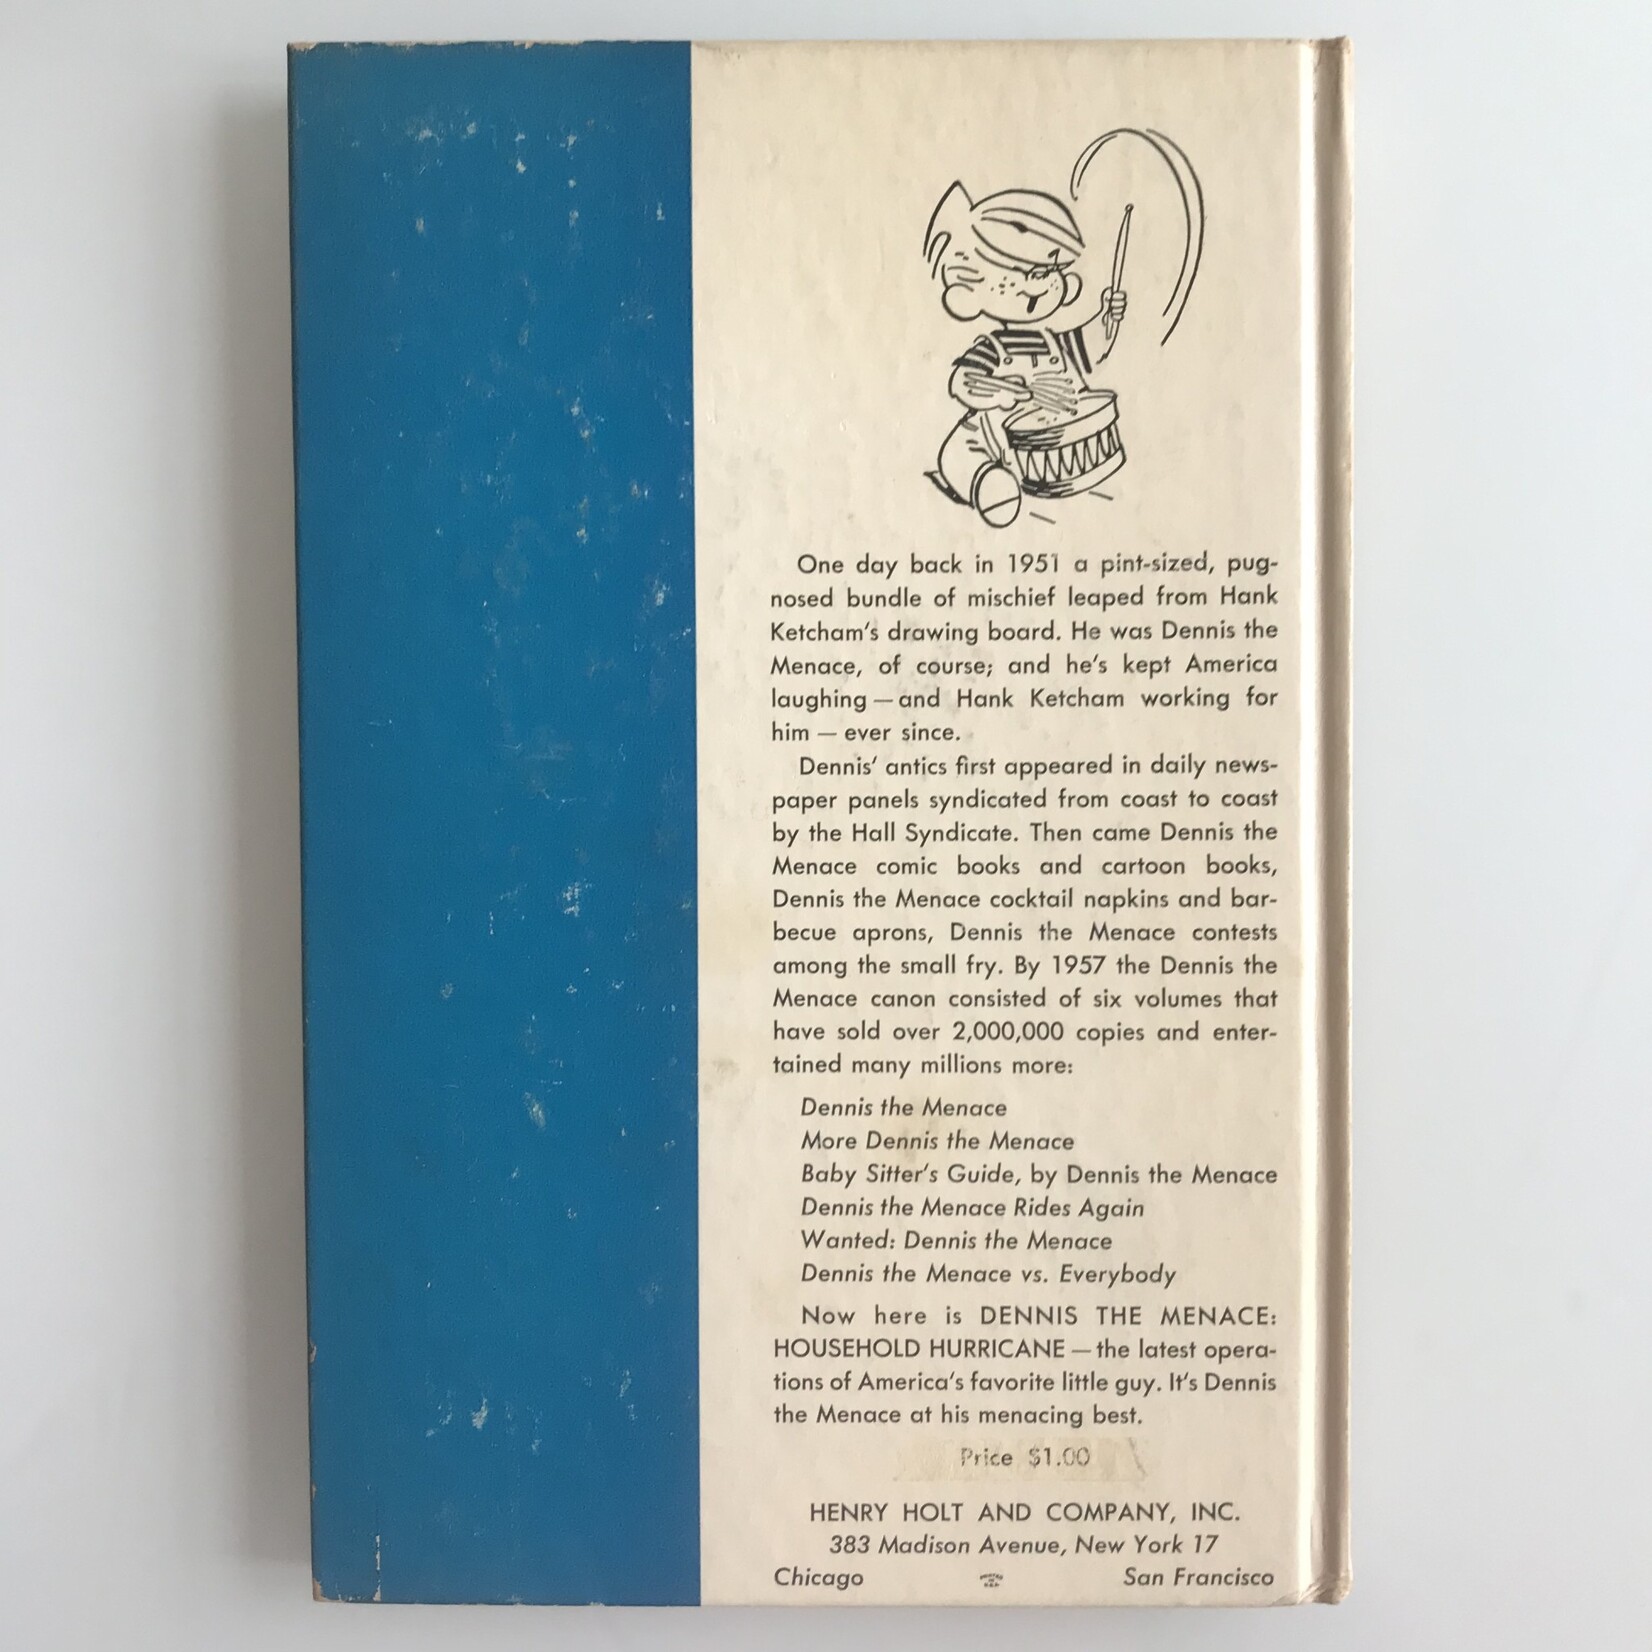 One day back in 1951 a pint-sized, pug-
nosed bundle of mischief leaped from Hank
Ketcham's drawing board. He was Dennis the
Menace, of course; and he's kept America
laughing — and Hank Ketcham working for
him — ever since.
Dennis' antics first appeared in daily news-
paper panels syndicated from coast to coast
by the Hall Syndicate. Then came Dennis the
Menace comic books and cartoon books,
Dennis the Menace cocktail napkins and bar-
becue aprons, Dennis the Menace contests
among the small fry. By 1957 the Dennis the
Menace canon consisted of six volumes that
have sold over 2,000,000 copies and enter-
tained many millions more:
Dennis the Menace
More Dennis the Menace
Baby Sitter's Guide, by Dennis the Menace
Dennis the Menace Rides Again
Wanted: Dennis the Menace
Dennis the Menace vs. Everybody
Now here is DENNIS THE MENACE:
HOUSEHOLD HURRICANE — the latest opera-
tions of America's favorite little guy. It's Dennis
the Menace at his menacing best.
Price $1.00
HENRY HOLT AND COMPANY, INC.
383 Madison Avenue, New York 17
Chicago San Francisco